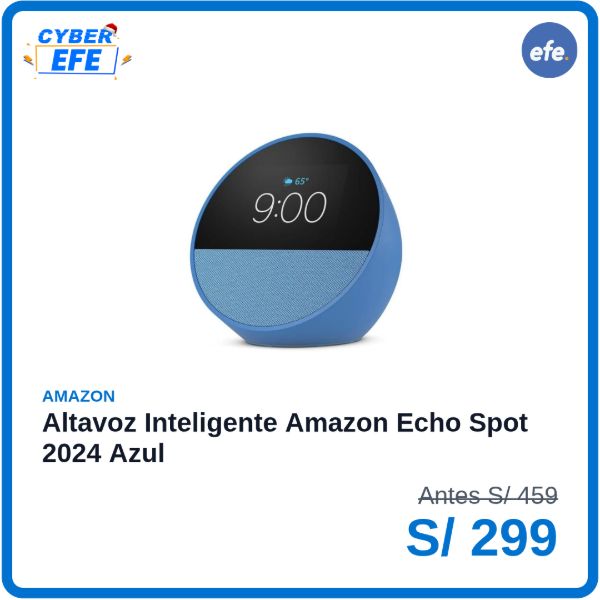 CYBER
EFE
efe.
65°
9:00
AMAZON
Altavoz Inteligente Amazon Echo Spot
2024 Azul
Antes S/ 459
S/ 299